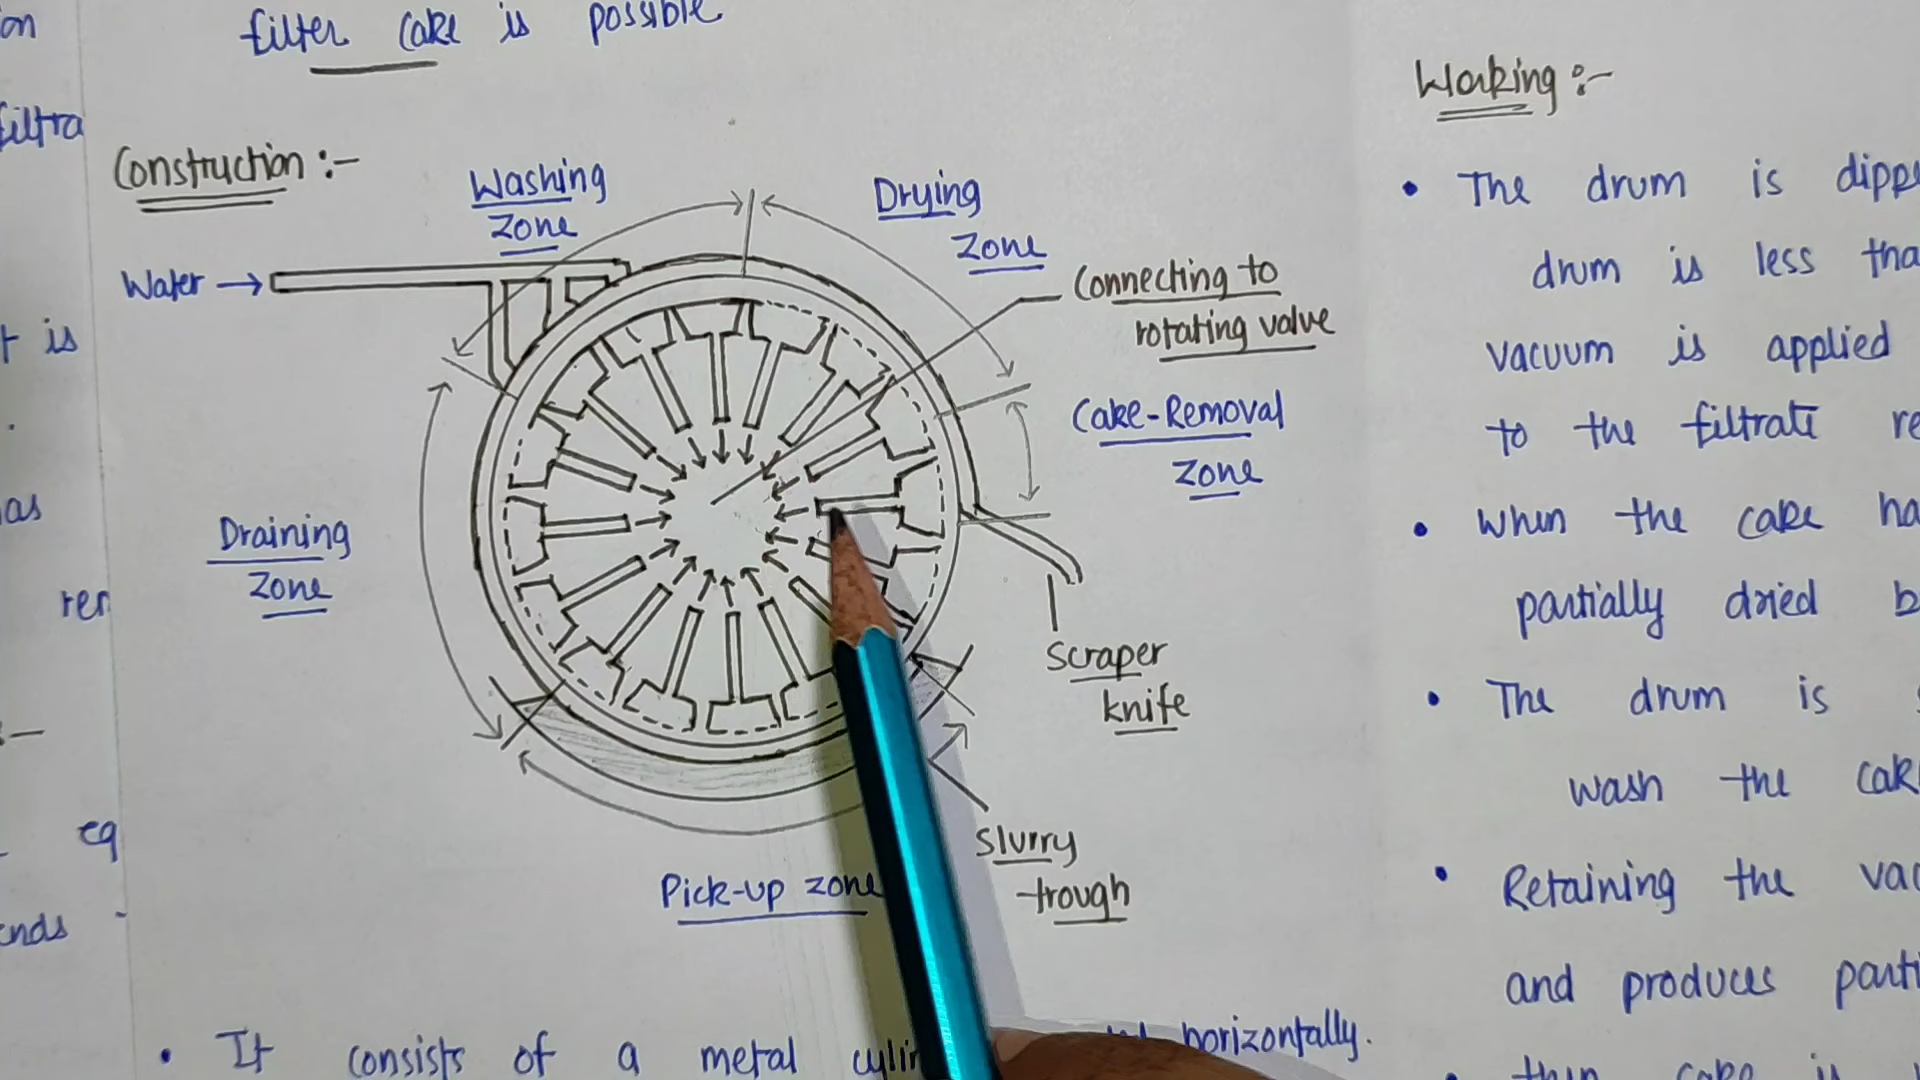 filter cake is possible
Construction :-
Washing
Zone
Drying
Zone
Water →
Connecting to
rotating valve
Cake-Removal
Zone
Draining
Zone
Scraper
knife
Slurry
trough
Pick-up zone
• It consists of a metal horizontally.
Working :-
• The drum is
drum is less
vacuum is applied
to the filtrate
• When the cake
partially dried
• The drum is
wash the
• Retaining the
and produces
cake is